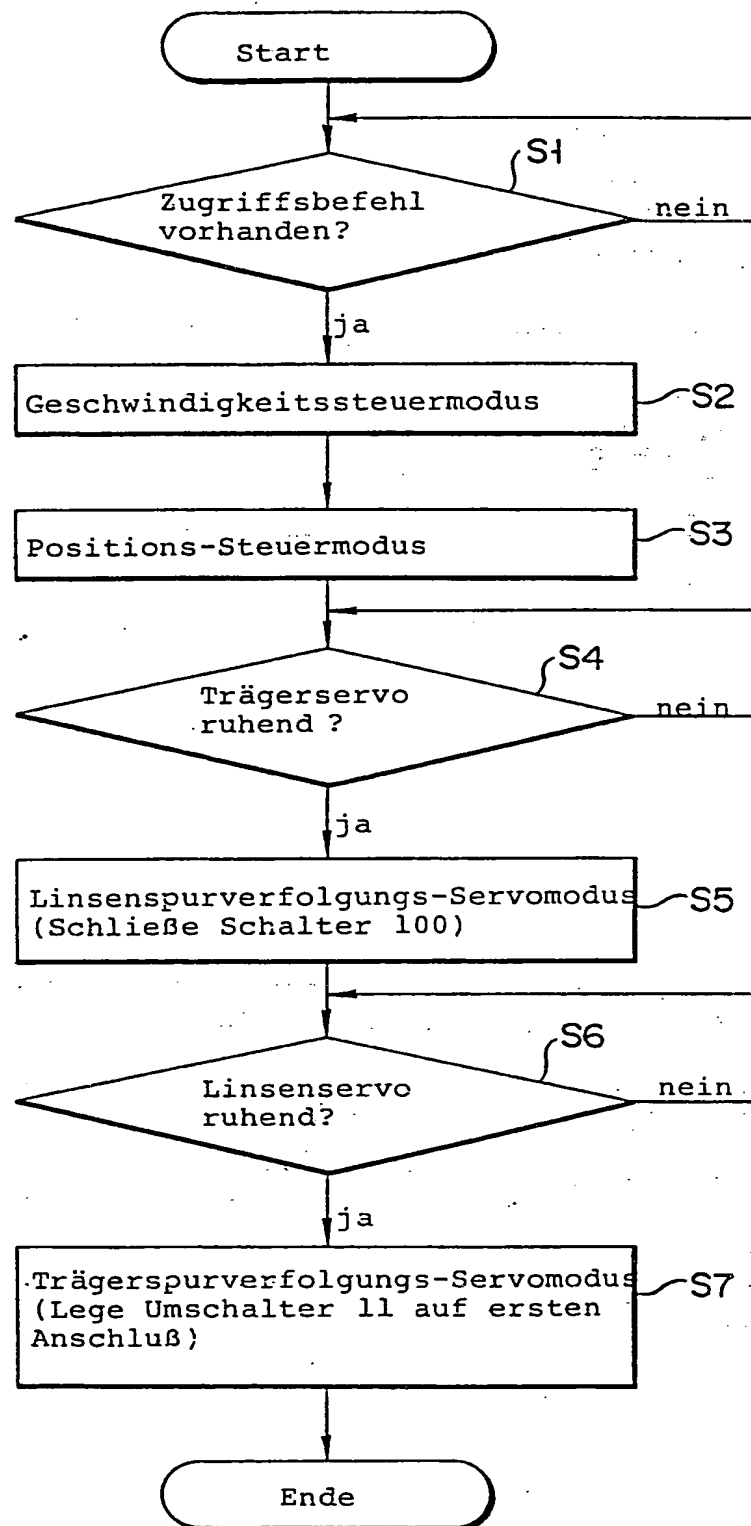 Start
S1
Zugriffsbefehl
vorhanden?
nein
ja
Geschwindigkeitssteuermodus
S2
Positions-Steuermodus
S3
S4
Trägerservo
ruhend ?
nein
ja
Linsenspurverfolgungs-Servomodus
(Schließe Schalter 100)
S5
S6
Linsenservo
ruhend?
nein
ja
Trägerspurverfolgungs-Servomodus
(Lege Umschalter 11 auf ersten
Anschluß)
S7
Ende